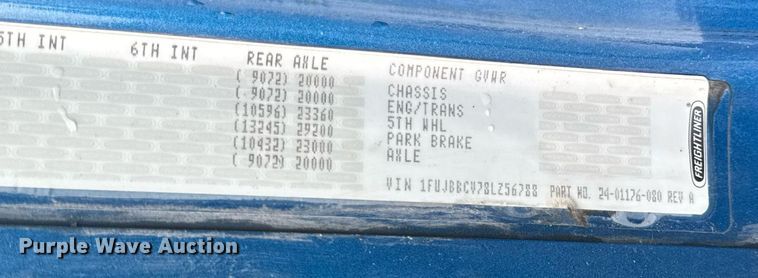 5TH INT 6TH INT REAR AXLE COMPONENT GVWR
( 9072) 20000 CHASSIS
( 9072) 20000 ENG/TRANS
(10596) 23360 5TH WHL
(13245) 29200 PARK BRAKE
(10432) 23000 AXLE
( 9072) 20000
VIN 1FUJBBCV78LZ56788 PART NO. 24-01176-080 REV A
FREIGHTLINER
Purple Wave Auction